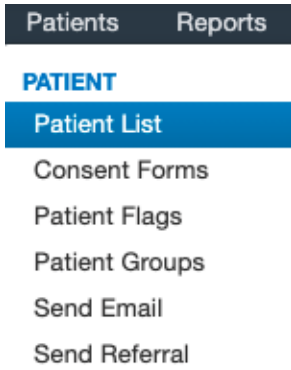 Patients Reports
PATIENT
Patient List
Consent Forms
Patient Flags
Patient Groups
Send Email
Send Referral